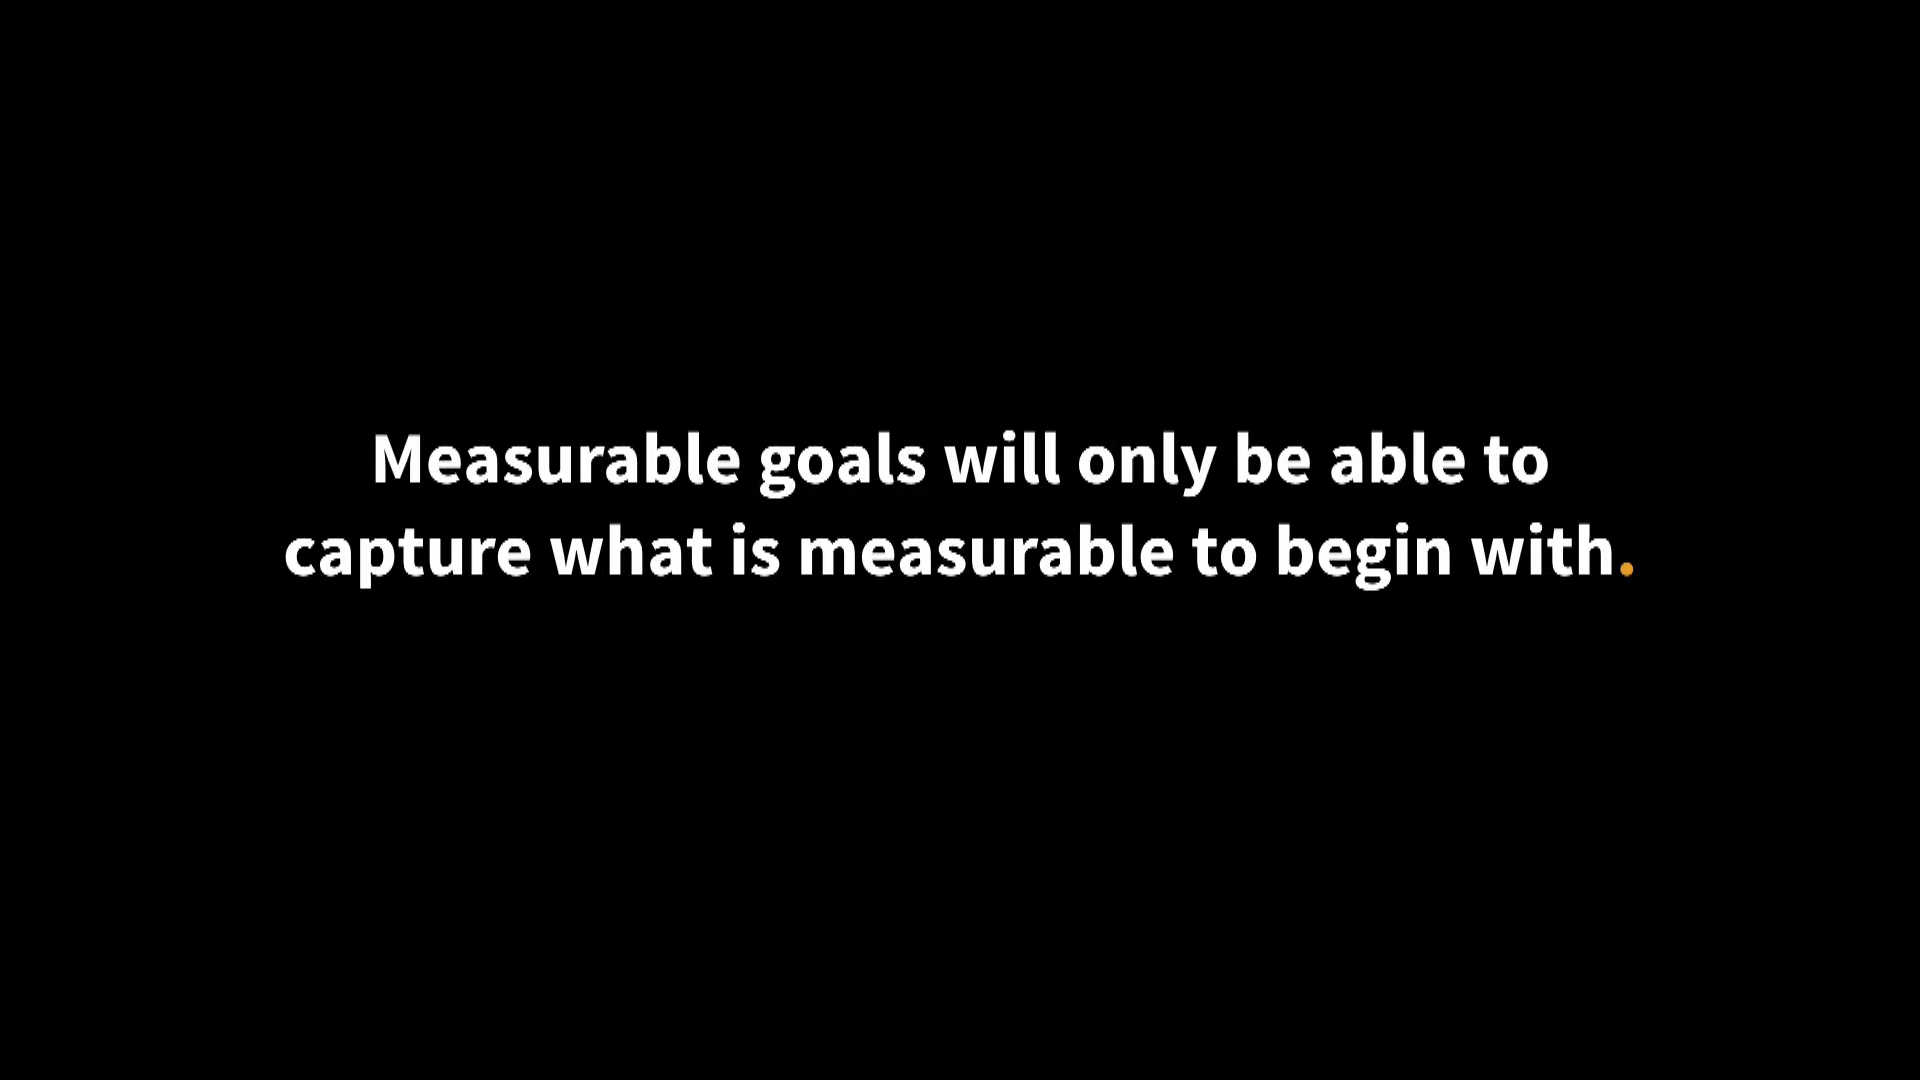 Measurable goals will only be able to
capture what is measurable to begin with.